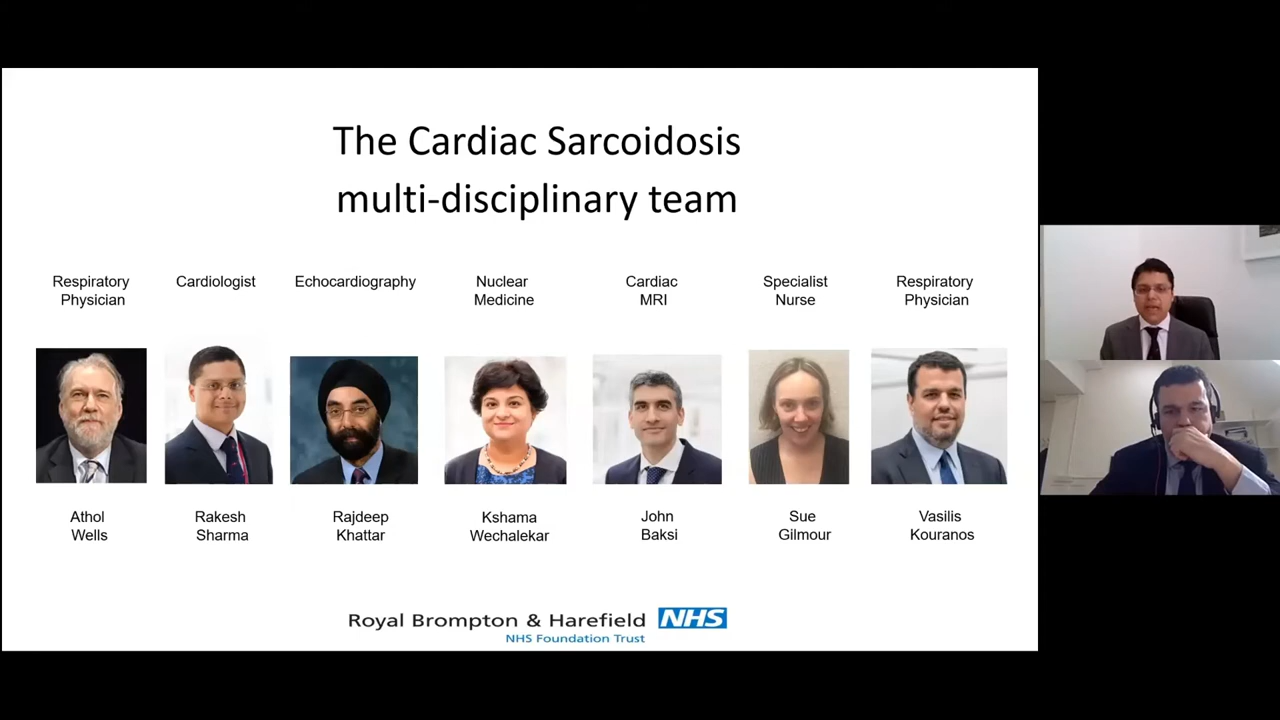 The Cardiac Sarcoidosis
multi-disciplinary team
Respiratory
Physician
Cardiologist
Echocardiography
Nuclear
Medicine
Cardiac
MRI
Specialist
Nurse
Respiratory
Physician
Athol
Wells
Rakesh
Sharma
Rajdeep
Khattar
Kshama
Wechalekar
John
Baksi
Sue
Gilmour
Vasilis
Kouranos
Royal Brompton & Harefield NHS
NHS Foundation Trust